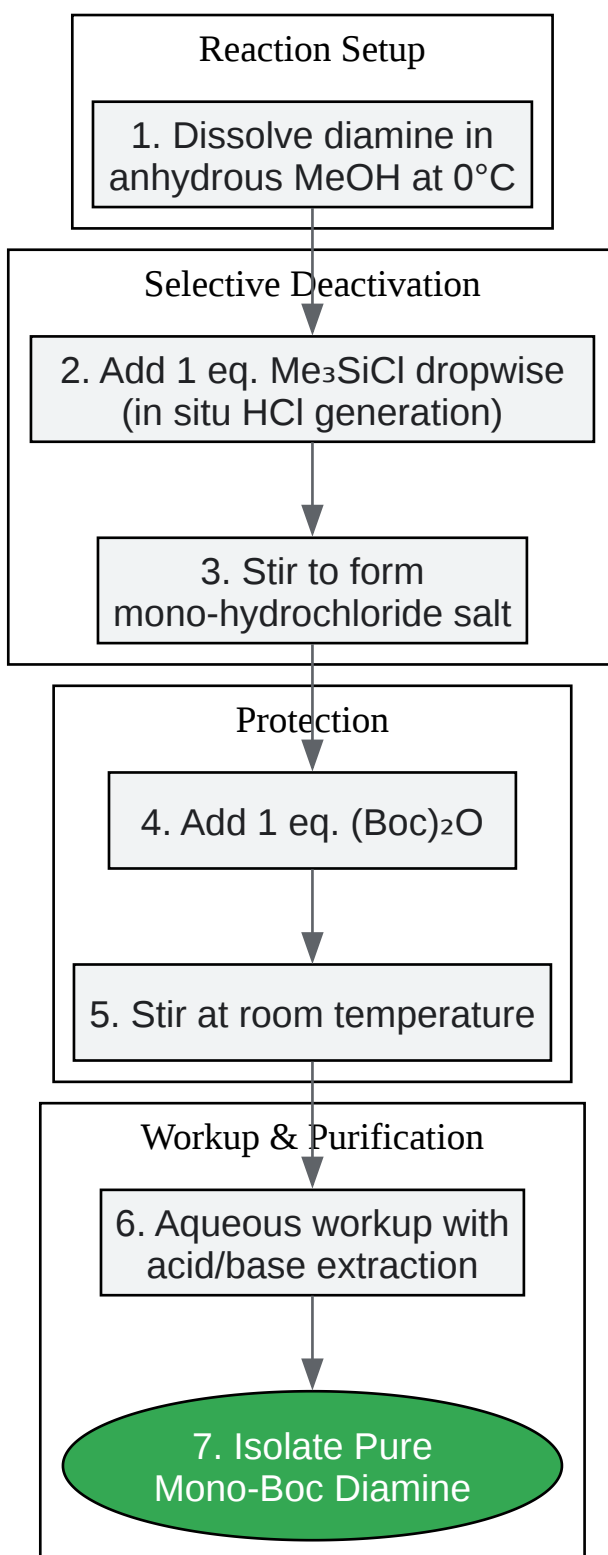 Reaction Setup
1. Dissolve diamine in
anhydrous MeOH at 0°C
Selective Deactivation
2. Add 1 eq. Me₃SiCl dropwise
(in situ HCl generation)
3. Stir to form
mono-hydrochloride salt
Protection
4. Add 1 eq. (Boc)₂O
5. Stir at room temperature
Workup & Purification
6. Aqueous workup with
acid/base extraction
7. Isolate Pure
Mono-Boc Diamine